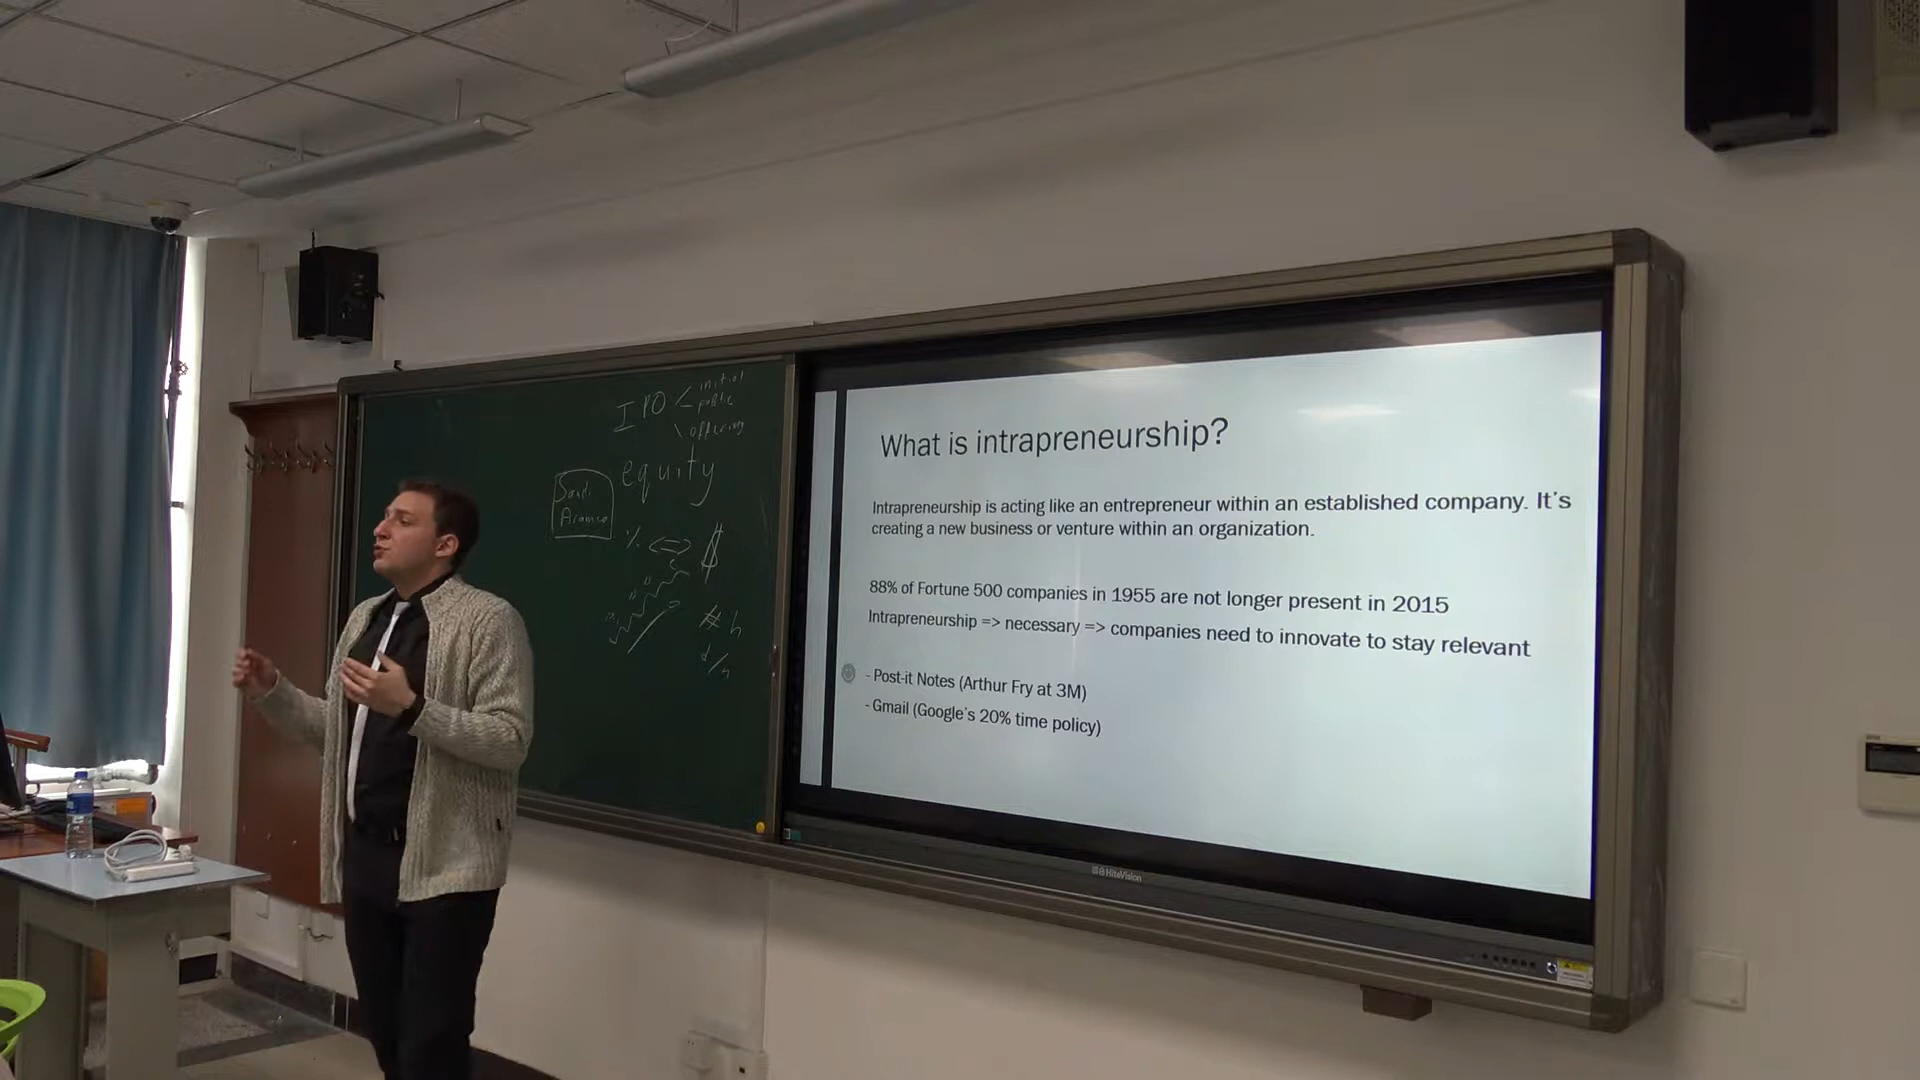 IPO < initial
public
offering
equity
Saudi
Aramco
% <=> $
What is intrapreneurship?
Intrapreneurship is acting like an entrepreneur within an established company. It's
creating a new business or venture within an organization.
88% of Fortune 500 companies in 1955 are not longer present in 2015
Intrapreneurship => necessary => companies need to innovate to stay relevant
- Post-it Notes (Arthur Fry at 3M)
- Gmail (Google's 20% time policy)
HiteVision